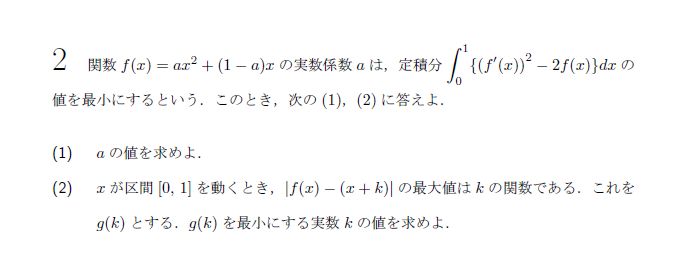 2 関数 f(x) = ax² + (1 − a)x の実数係数 a は，定積分 ∫₀¹ {(f′(x))² − 2f(x)}dx の
値を最小にするという．このとき，次の (1)，(2) に答えよ．
(1) a の値を求めよ．
(2) x が区間 [0, 1] を動くとき，|f(x) − (x + k)| の最大値は k の関数である．これを
g(k) とする．g(k) を最小にする実数 k の値を求めよ．